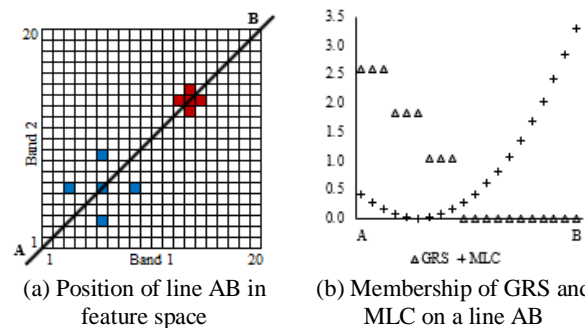 B
20
Band 2
1
A
1
Band 1
20
3.5
3.0
2.5
2.0
1.5
1.0
0.5
0.0
A
B
GRS + MLC
(a) Position of line AB in
feature space
(b) Membership of GRS and
MLC on a line AB